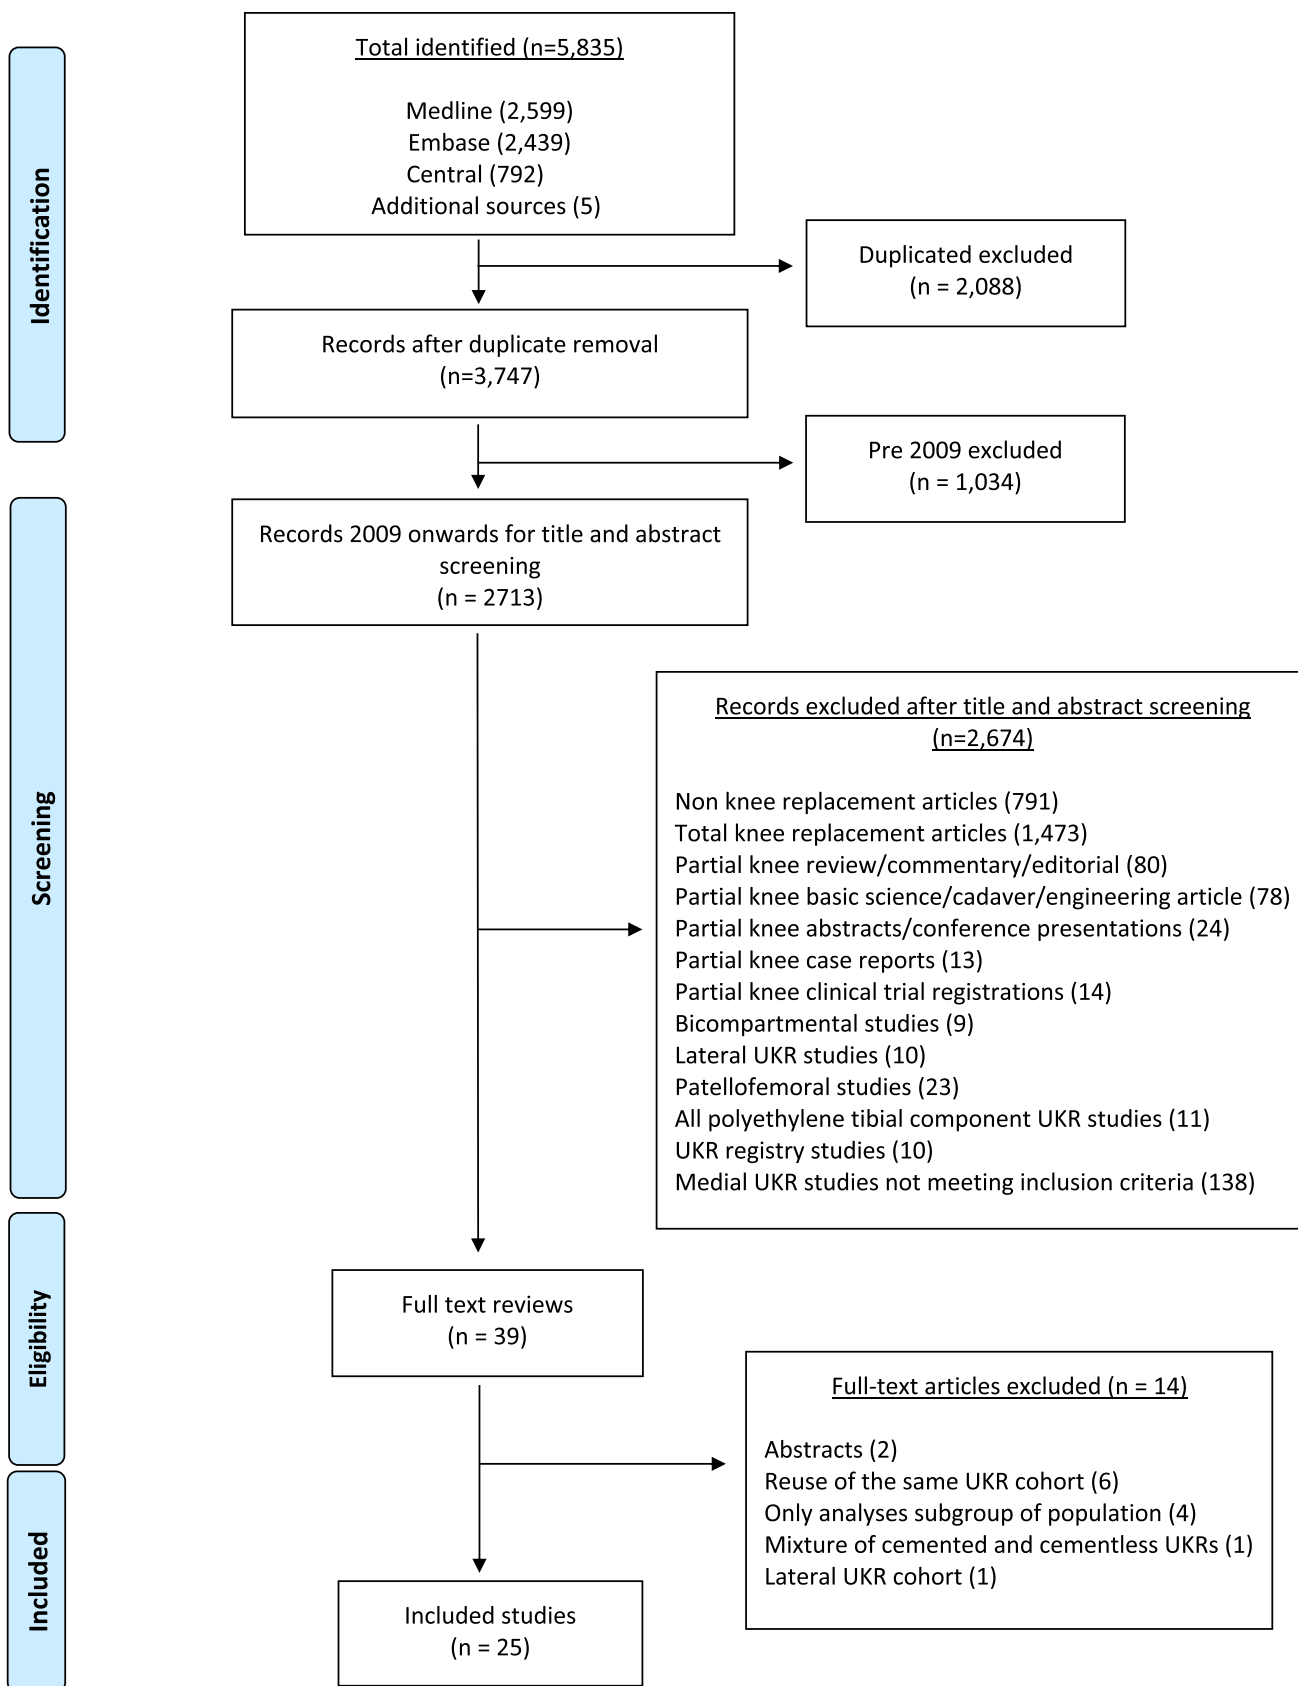 Identification
Total identified (n=5,835)
Medline (2,599)
Embase (2,439)
Central (792)
Additional sources (5)
Duplicated excluded
(n = 2,088)
Records after duplicate removal
(n=3,747)
Pre 2009 excluded
(n = 1,034)
Screening
Records 2009 onwards for title and abstract
screening
(n = 2713)
Records excluded after title and abstract screening
(n=2,674)
Non knee replacement articles (791)
Total knee replacement articles (1,473)
Partial knee review/commentary/editorial (80)
Partial knee basic science/cadaver/engineering article (78)
Partial knee abstracts/conference presentations (24)
Partial knee case reports (13)
Partial knee clinical trial registrations (14)
Bicompartmental studies (9)
Lateral UKR studies (10)
Patellofemoral studies (23)
All polyethylene tibial component UKR studies (11)
UKR registry studies (10)
Medial UKR studies not meeting inclusion criteria (138)
Eligibility
Full text reviews
(n = 39)
Full-text articles excluded (n = 14)
Abstracts (2)
Reuse of the same UKR cohort (6)
Only analyses subgroup of population (4)
Mixture of cemented and cementless UKRs (1)
Lateral UKR cohort (1)
Included
Included studies
(n = 25)